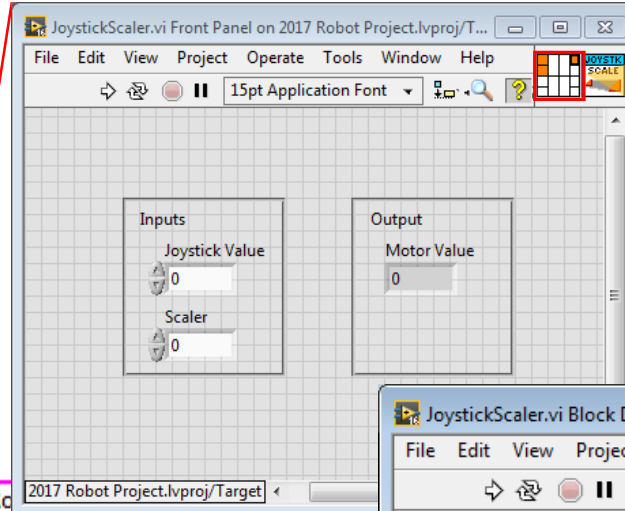 JoystickScaler.vi Front Panel on 2017 Robot Project.lvproj/T...
File Edit View Project Operate Tools Window Help
15pt Application Font
?
JOYSTK
SCALE
Inputs
Joystick Value
0
Scaler
0
Output
Motor Value
0
JoystickScaler.vi Block
File Edit View Projec
2017 Robot Project.lvproj/Target